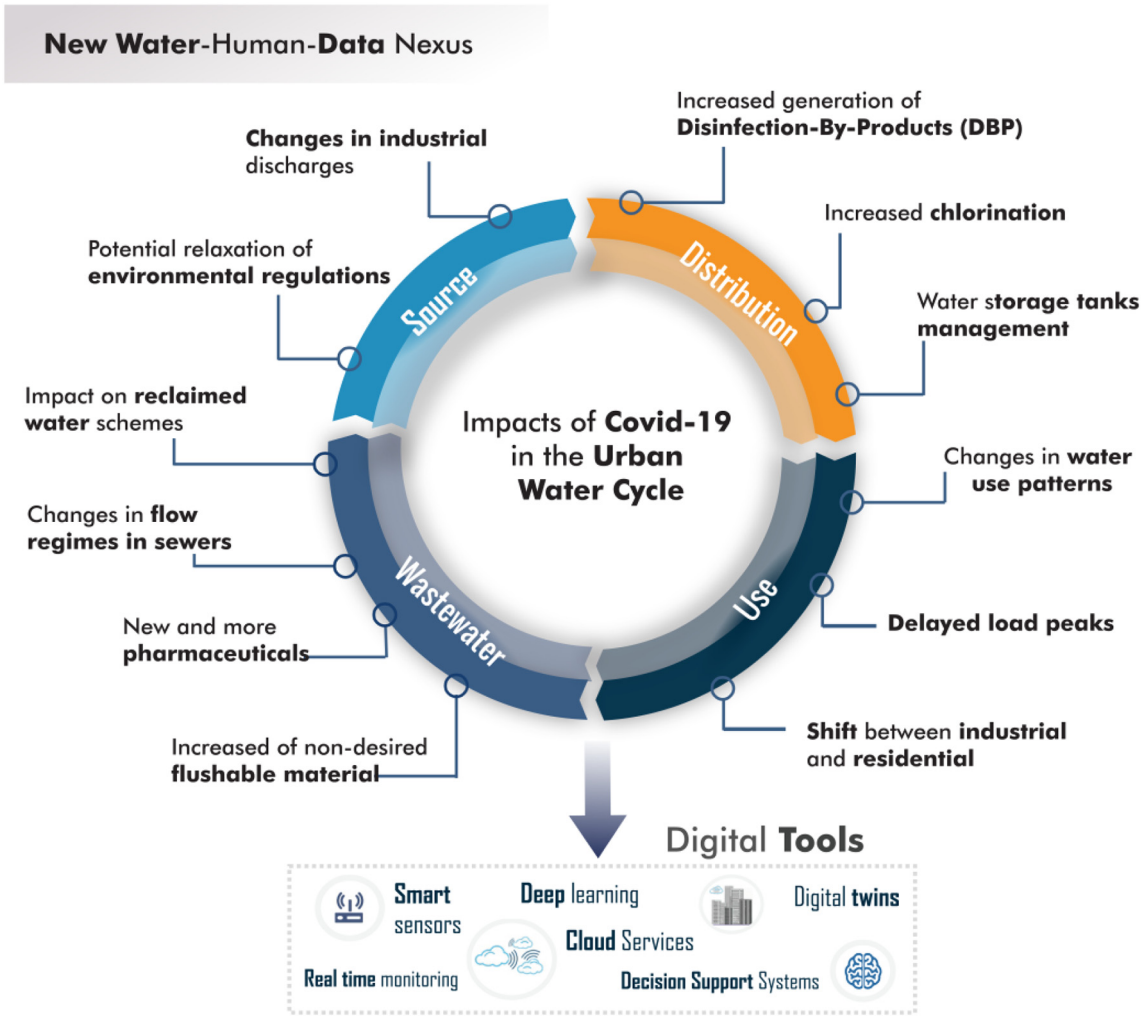 New Water-Human-Data Nexus
Increased generation of
Disinfection-By-Products (DBP)
Changes in industrial
discharges
Increased chlorination
Potential relaxation of
environmental regulations
Source
Distribution
Water storage tanks
management
Impact on reclaimed
water schemes
Impacts of Covid-19
in the Urban
Water Cycle
Changes in water
use patterns
Changes in flow
regimes in sewers
Wastewater
Use
New and more
pharmaceuticals
Delayed load peaks
Increased of non-desired
flushable material
Shift between industrial
and residential
Digital Tools
Smart
sensors
Deep learning
Digital twins
Cloud Services
Real time monitoring
Decision Support Systems